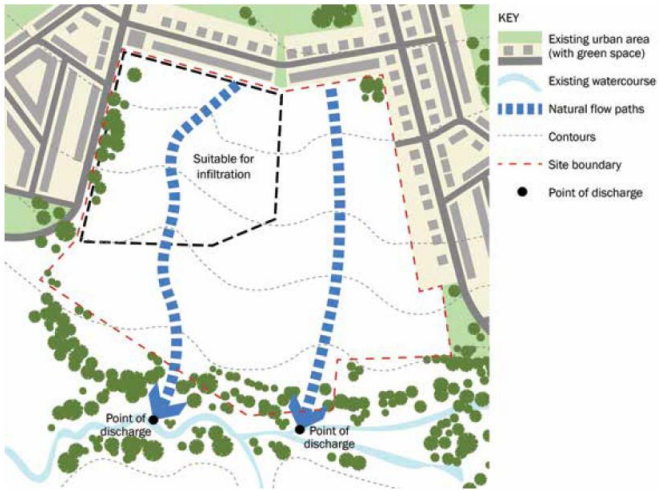 KEY
Existing urban area
(with green space)
Existing watercourse
Natural flow paths
Contours
Site boundary
Point of discharge
Suitable for
infiltration
Point of
discharge
Point of
discharge